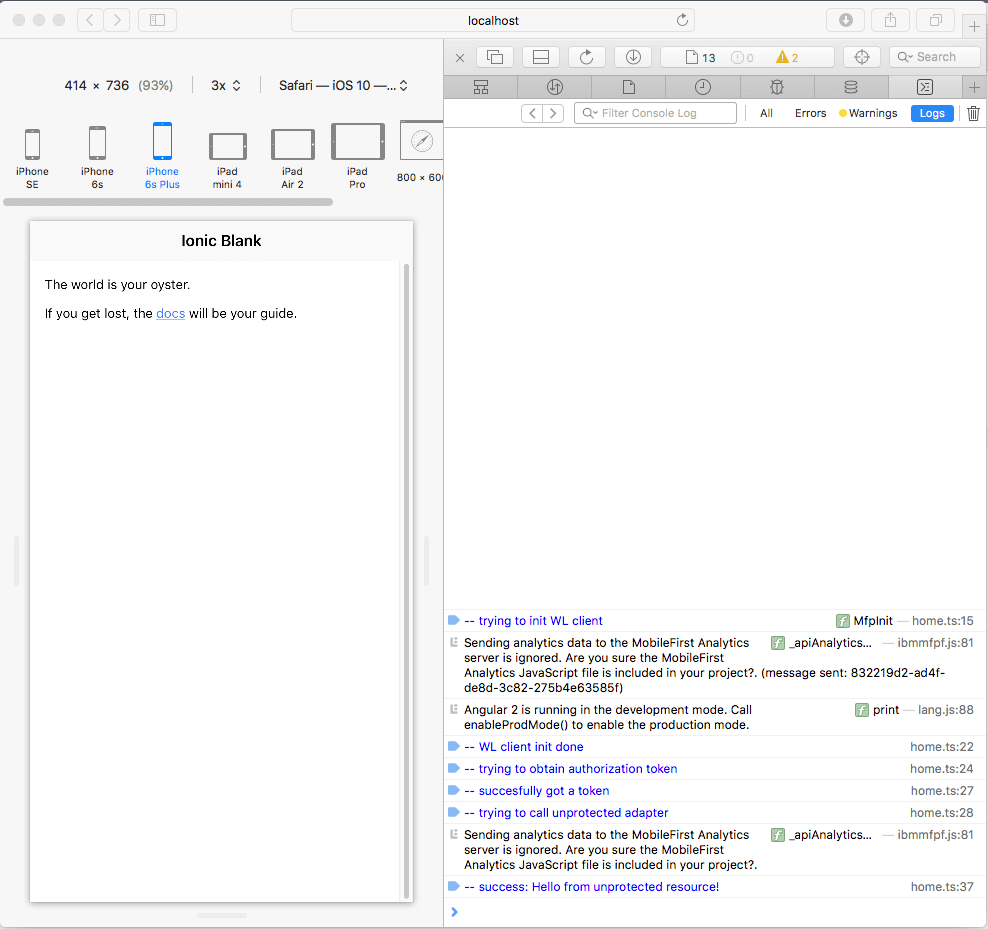 localhost
414 × 736 (93%) 3x Safari — iOS 10 —...
13 0 2 Search
Filter Console Log All Errors Warnings Logs
iPhone SE
iPhone 6s
iPhone 6s Plus
iPad mini 4
iPad Air 2
iPad Pro
800 × 600
Ionic Blank
The world is your oyster.
If you get lost, the docs will be your guide.
-- trying to init WL client f MfpInit — home.ts:15
Sending analytics data to the MobileFirst Analytics f _apiAnalytics... — ibmmfpf.js:81
server is ignored. Are you sure the MobileFirst
Analytics JavaScript file is included in your project?. (message sent: 832219d2-ad4f-
de8d-3c82-275b4e63585f)
Angular 2 is running in the development mode. Call f print — lang.js:88
enableProdMode() to enable the production mode.
-- WL client init done home.ts:22
-- trying to obtain authorization token home.ts:24
-- succesfully got a token home.ts:27
-- trying to call unprotected adapter home.ts:28
Sending analytics data to the MobileFirst Analytics f _apiAnalytics... — ibmmfpf.js:81
server is ignored. Are you sure the MobileFirst
Analytics JavaScript file is included in your project?.
-- success: Hello from unprotected resource! home.ts:37